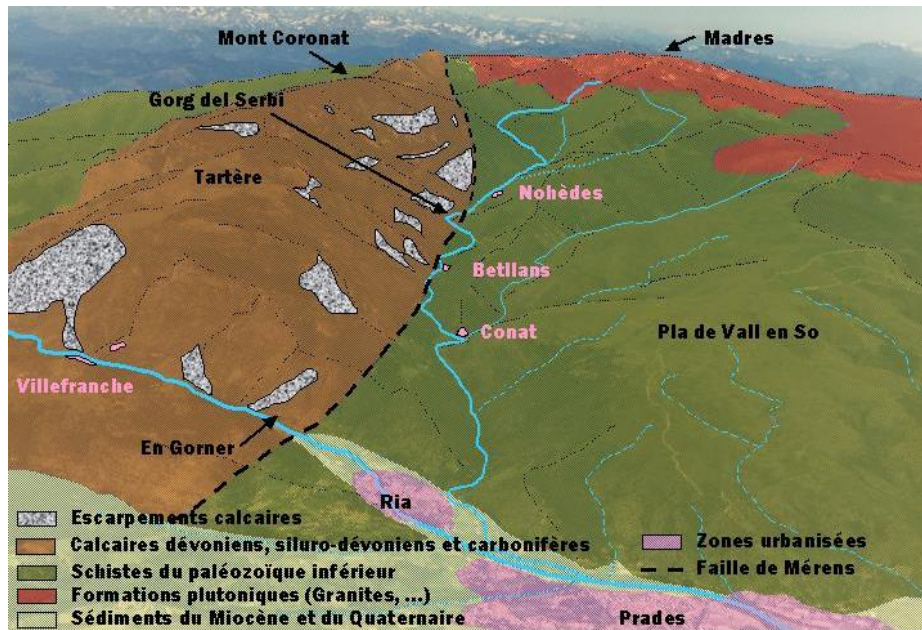 Mont Coronat
Madres
Gorg del Serbi
Tartère
Nohèdes
Betllans
Conat
Pla de Vall en So
Villefranche
En Gorner
Ria
Escarpements calcaires
Calcaires dévoniens, siluro-dévoniens et carbonifères
Schistes du paléozoïque inférieur
Formations plutoniques (Granites, ...)
Sédiments du Miocène et du Quaternaire
Zones urbanisées
Faille de Mérens
Prades